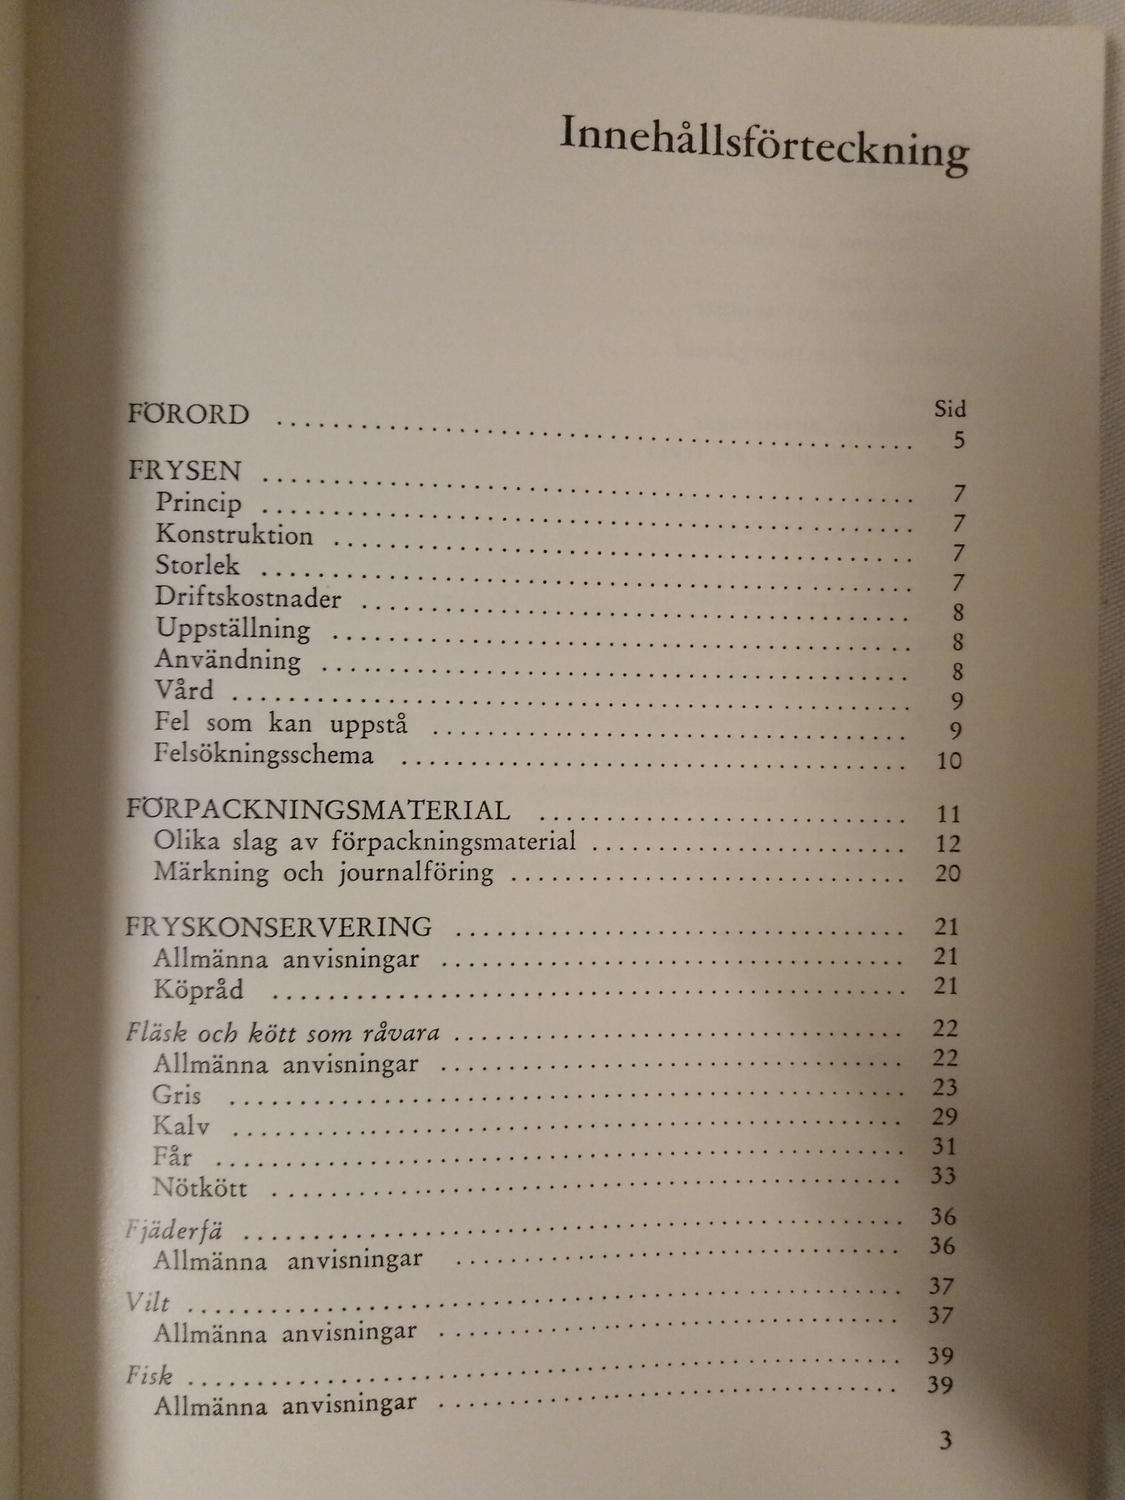 Innehållsförteckning
Sid
FÖRORD .......... 5
FRYSEN .......... 7
Princip .......... 7
Konstruktion .......... 7
Storlek .......... 7
Driftskostnader .......... 8
Uppställning .......... 8
Användning .......... 8
Vård .......... 9
Fel som kan uppstå .......... 9
Felsökningsschema .......... 10
FÖRPACKNINGSMATERIAL .......... 11
Olika slag av förpackningsmaterial .......... 12
Märkning och journalföring .......... 20
FRYSKONSERVERING .......... 21
Allmänna anvisningar .......... 21
Köpråd .......... 21
Fläsk och kött som råvara .......... 22
Allmänna anvisningar .......... 22
Gris .......... 23
Kalv .......... 29
Får .......... 31
Nötkött .......... 33
Fjäderfä .......... 36
Allmänna anvisningar .......... 36
Vilt .......... 37
Allmänna anvisningar .......... 37
Fisk .......... 39
Allmänna anvisningar .......... 39
3